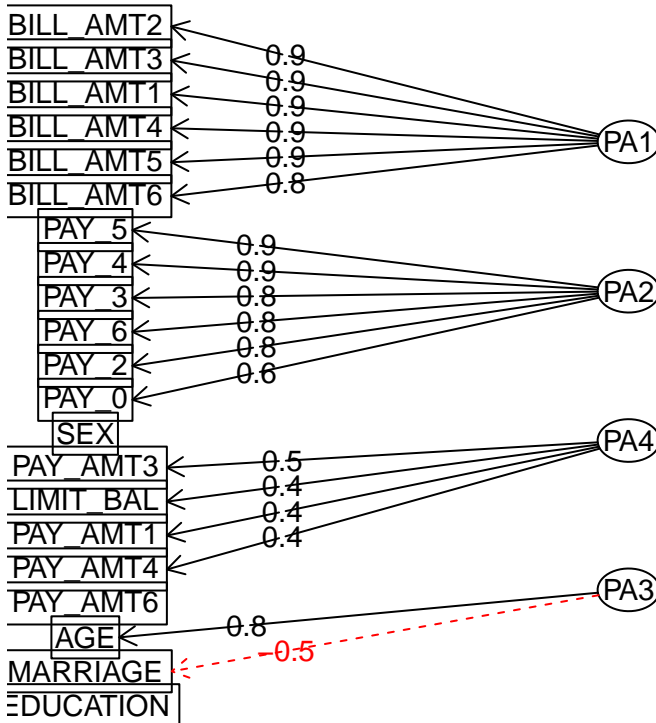 BILL_AMT2
BILL_AMT3
BILL_AMT1
BILL_AMT4
BILL_AMT5
BILL_AMT6
PAY_5
PAY_4
PAY_3
PAY_6
PAY_2
PAY_0
SEX
PAY_AMT3
LIMIT_BAL
PAY_AMT1
PAY_AMT4
PAY_AMT6
AGE
MARRIAGE
EDUCATION
0.9
0.9
0.9
0.9
0.9
0.8
0.9
0.9
0.8
0.8
0.8
0.6
0.5
0.4
0.4
0.4
0.8
−0.5
PA1
PA2
PA4
PA3